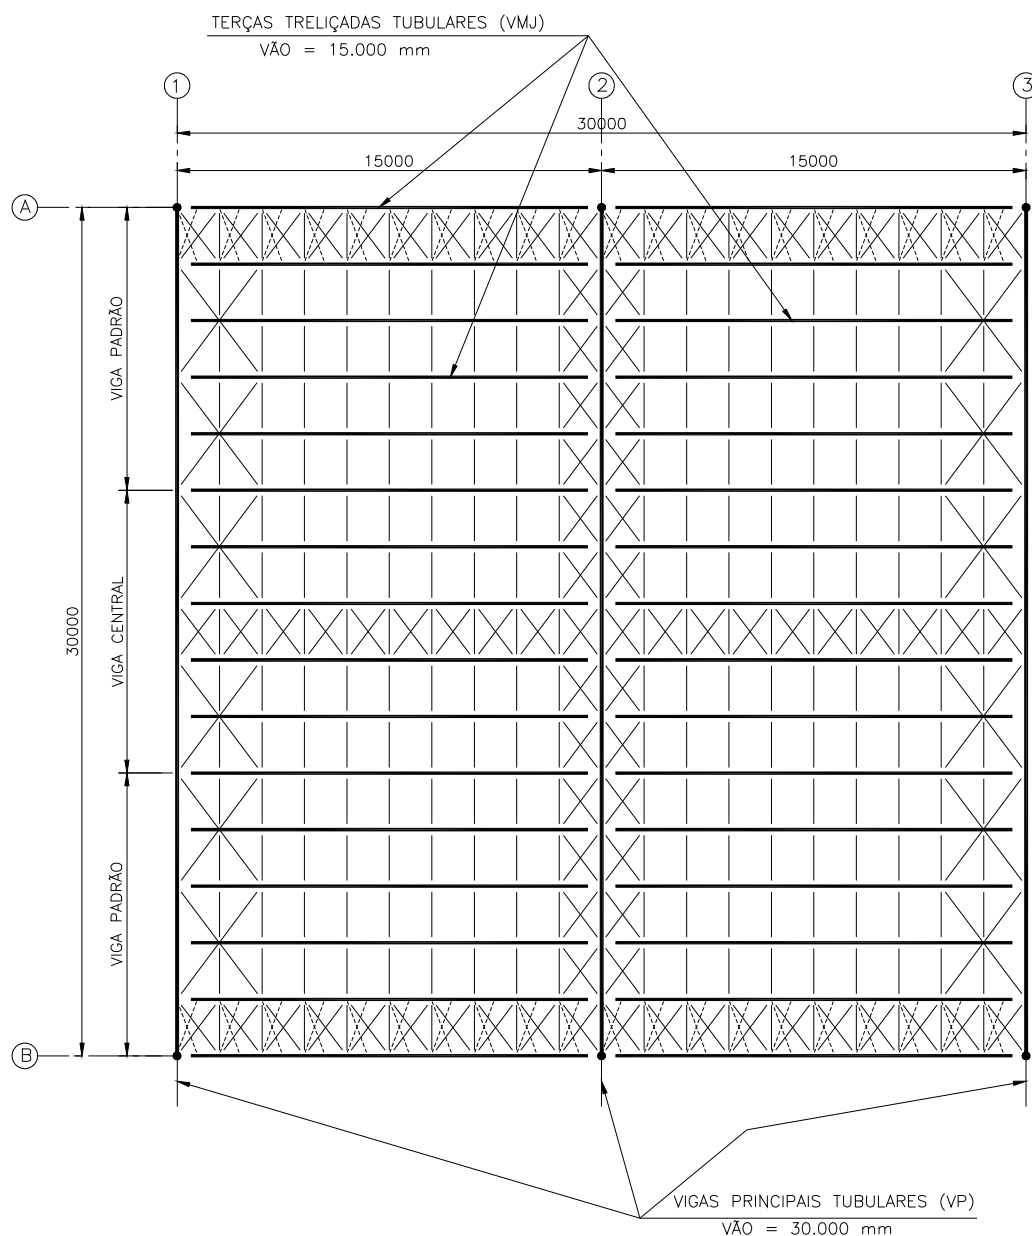 TERÇAS TRELIÇADAS TUBULARES (VMJ)
VÃO = 15.000 mm
1
2
3
30000
15000
15000
A
VIGA PADRÃO
30000
VIGA CENTRAL
VIGA PADRÃO
B
VIGAS PRINCIPAIS TUBULARES (VP)
VÃO = 30.000 mm